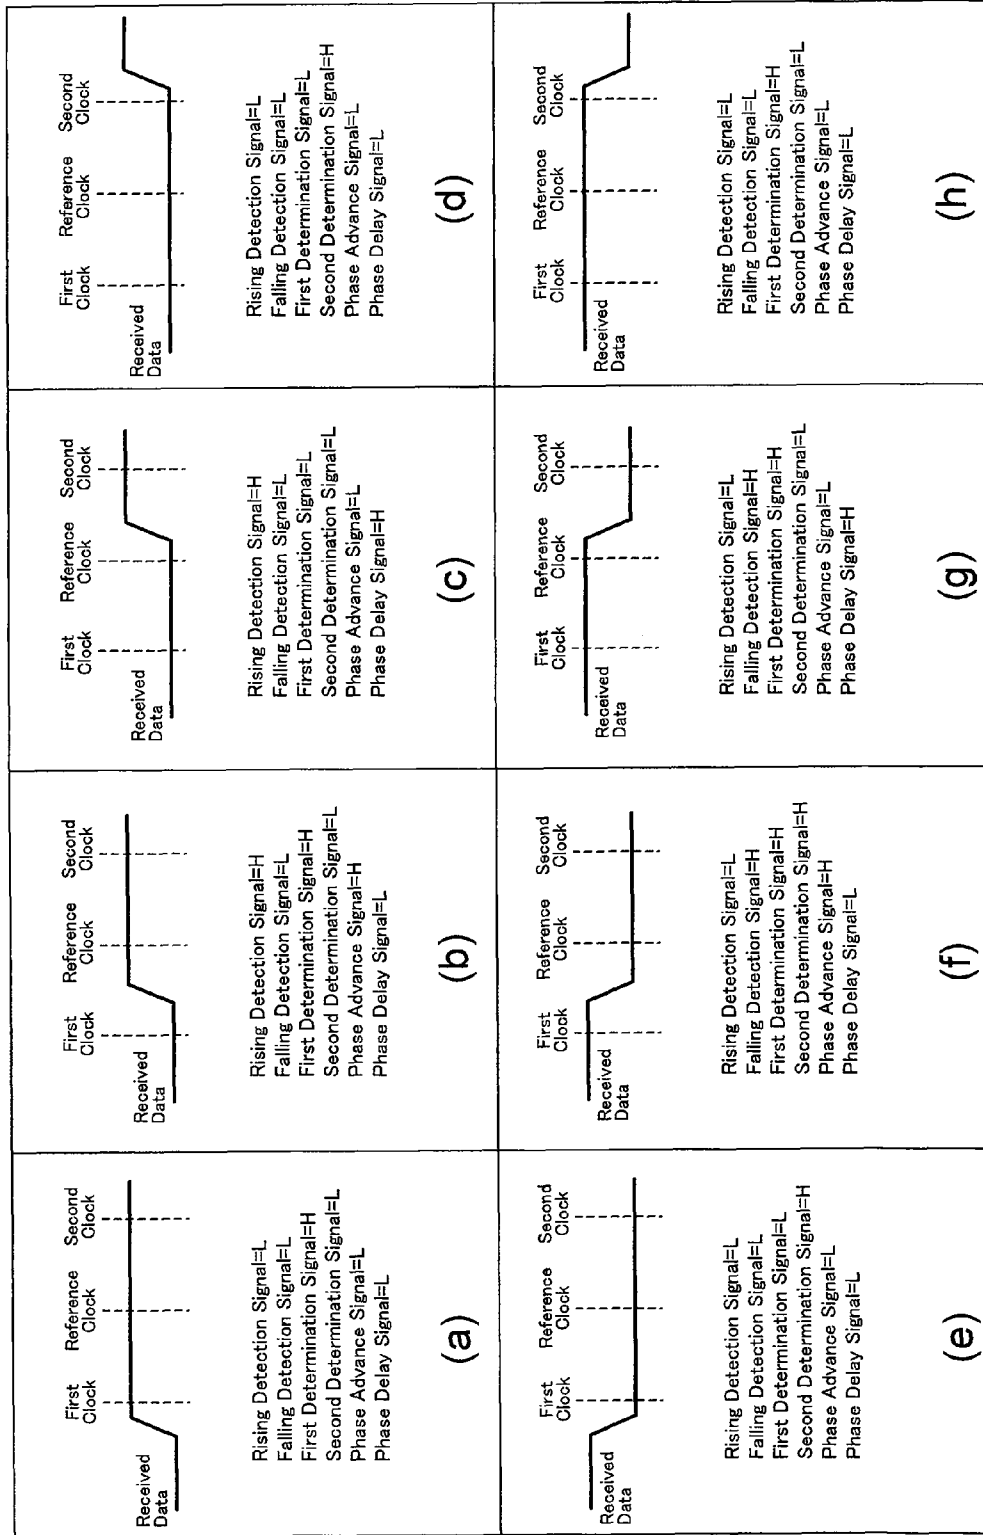 First
Clock
Reference
Clock
Second
Clock
Received
Data
Rising Detection Signal=L
Falling Detection Signal=L
First Determination Signal=H
Second Determination Signal=L
Phase Advance Signal=L
Phase Delay Signal=L
(a)
First
Clock
Reference
Clock
Second
Clock
Received
Data
Rising Detection Signal=H
Falling Detection Signal=L
First Determination Signal=H
Second Determination Signal=L
Phase Advance Signal=H
Phase Delay Signal=L
(b)
First
Clock
Reference
Clock
Second
Clock
Received
Data
Rising Detection Signal=H
Falling Detection Signal=L
First Determination Signal=L
Second Determination Signal=L
Phase Advance Signal=L
Phase Delay Signal=H
(c)
First
Clock
Reference
Clock
Second
Clock
Received
Data
Rising Detection Signal=L
Falling Detection Signal=L
First Determination Signal=L
Second Determination Signal=H
Phase Advance Signal=L
Phase Delay Signal=L
(d)
First
Clock
Reference
Clock
Second
Clock
Received
Data
Rising Detection Signal=L
Falling Detection Signal=L
First Determination Signal=L
Second Determination Signal=H
Phase Advance Signal=L
Phase Delay Signal=L
(e)
First
Clock
Reference
Clock
Second
Clock
Received
Data
Rising Detection Signal=L
Falling Detection Signal=H
First Determination Signal=H
Second Determination Signal=H
Phase Advance Signal=H
Phase Delay Signal=L
(f)
First
Clock
Reference
Clock
Second
Clock
Received
Data
Rising Detection Signal=L
Falling Detection Signal=H
First Determination Signal=H
Second Determination Signal=L
Phase Advance Signal=L
Phase Delay Signal=H
(g)
First
Clock
Reference
Clock
Second
Clock
Received
Data
Rising Detection Signal=L
Falling Detection Signal=L
First Determination Signal=H
Second Determination Signal=L
Phase Advance Signal=L
Phase Delay Signal=L
(h)